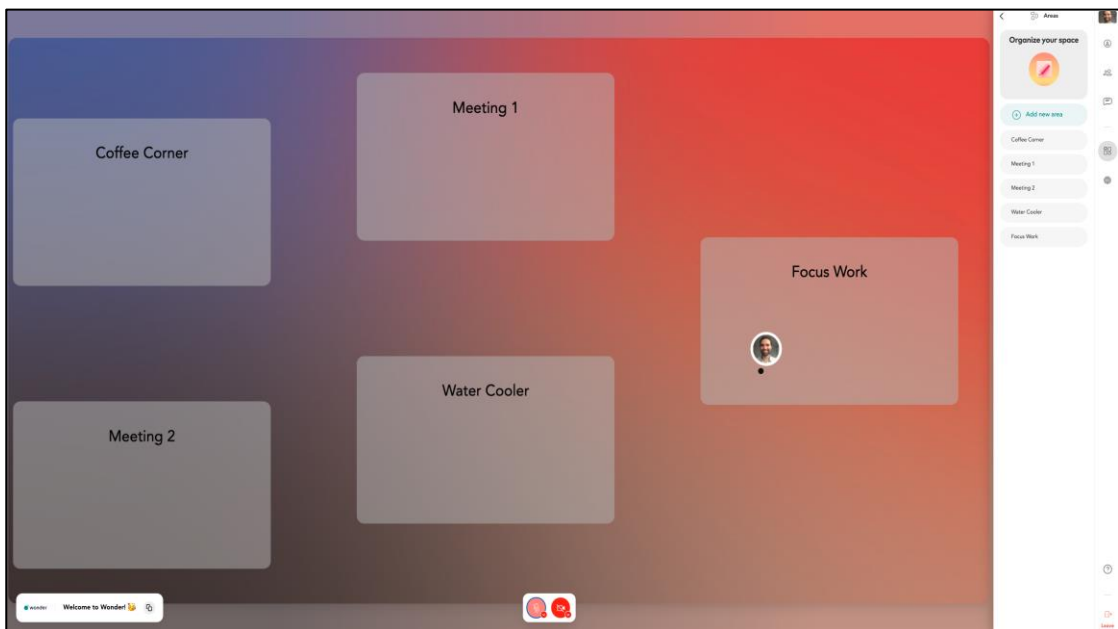 Areas
Organize your space
Meeting 1
Add new area
Coffee Corner
Coffee Corner
Meeting 1
Meeting 2
Water Cooler
Focus Work
Focus Work
Water Cooler
Meeting 2
wonder Welcome to Wonder!
Leave